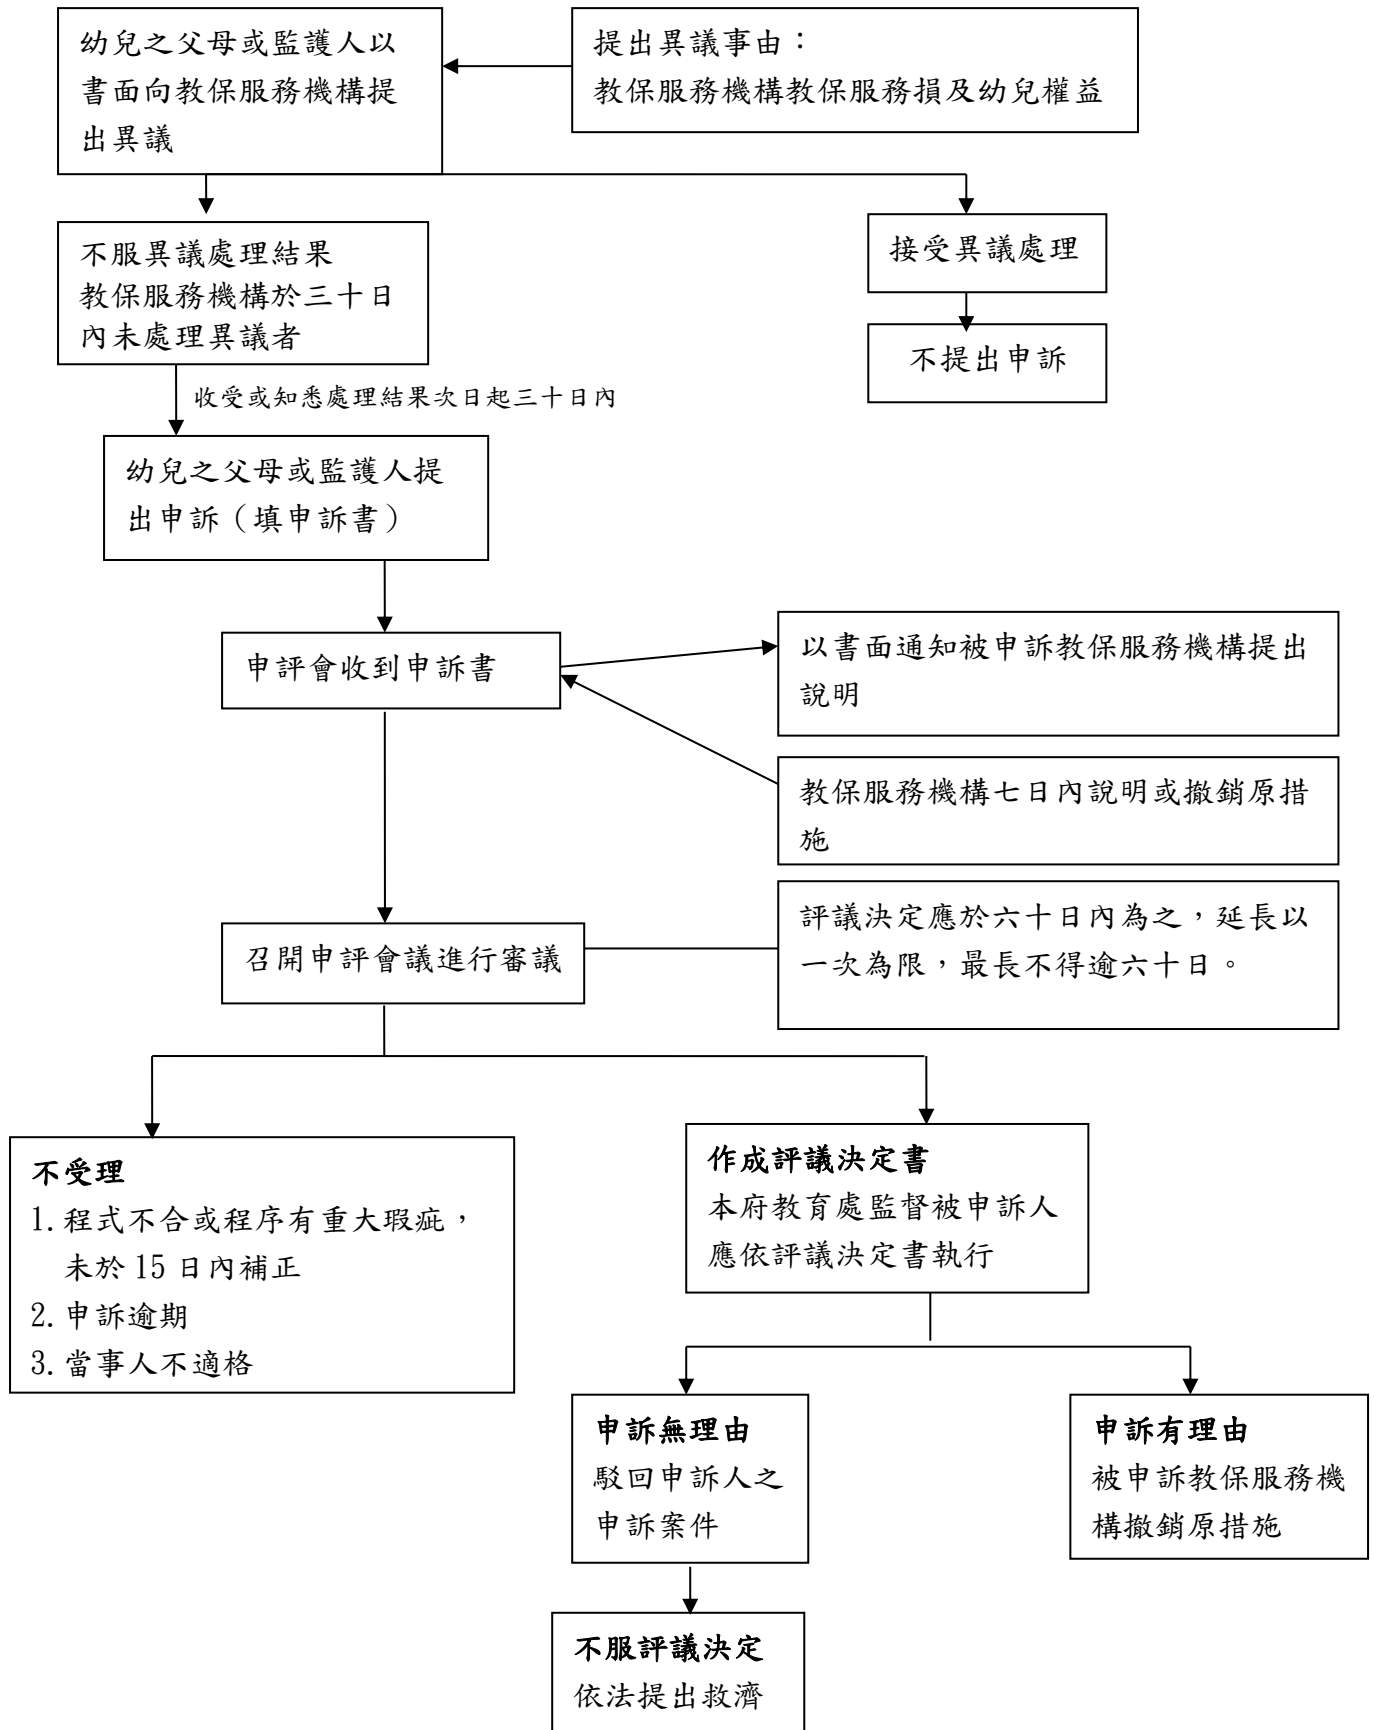 幼兒之父母或監護人以
書面向教保服務機構提
出異議
提出異議事由：
教保服務機構教保服務損及幼兒權益
不服異議處理結果
教保服務機構於三十日
內未處理異議者
接受異議處理
不提出申訴
收受或知悉處理結果次日起三十日內
幼兒之父母或監護人提
出申訴（填申訴書）
申評會收到申訴書
以書面通知被申訴教保服務機構提出
說明
教保服務機構七日內說明或撤銷原措
施
召開申評會議進行審議
評議決定應於六十日內為之，延長以
一次為限，最長不得逾六十日。
不受理
1.程式不合或程序有重大瑕疵，
未於15日內補正
2.申訴逾期
3.當事人不適格
作成評議決定書
本府教育處監督被申訴人
應依評議決定書執行
申訴無理由
駁回申訴人之
申訴案件
申訴有理由
被申訴教保服務機
構撤銷原措施
不服評議決定
依法提出救濟